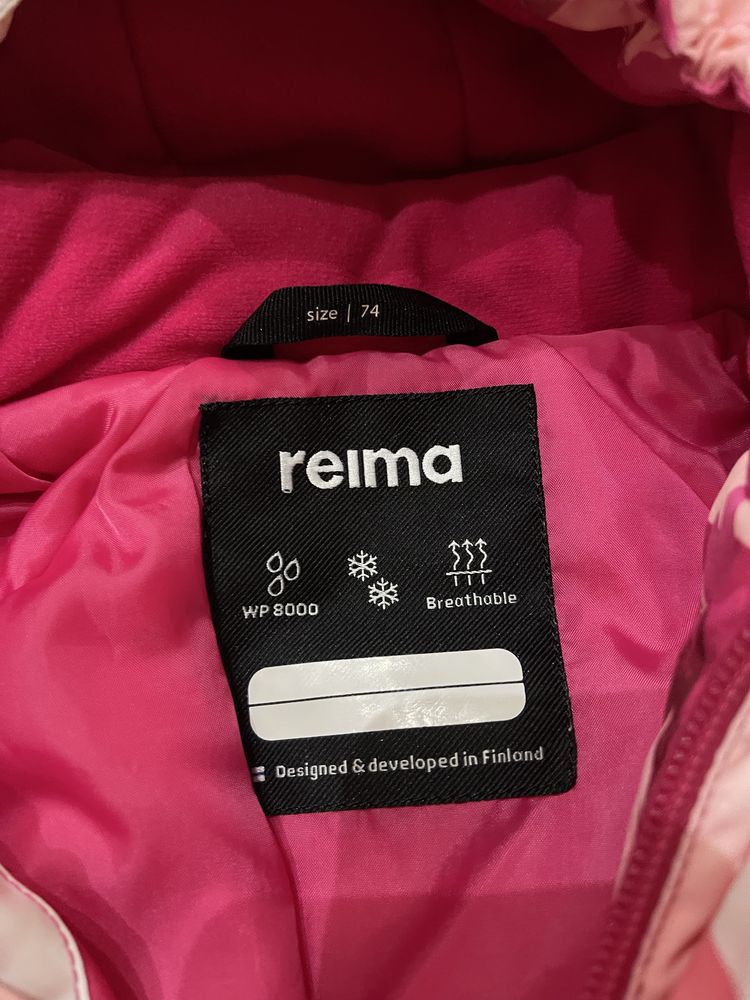 size | 74
reima
WP 8000
Breathable
Designed & developed in Finland